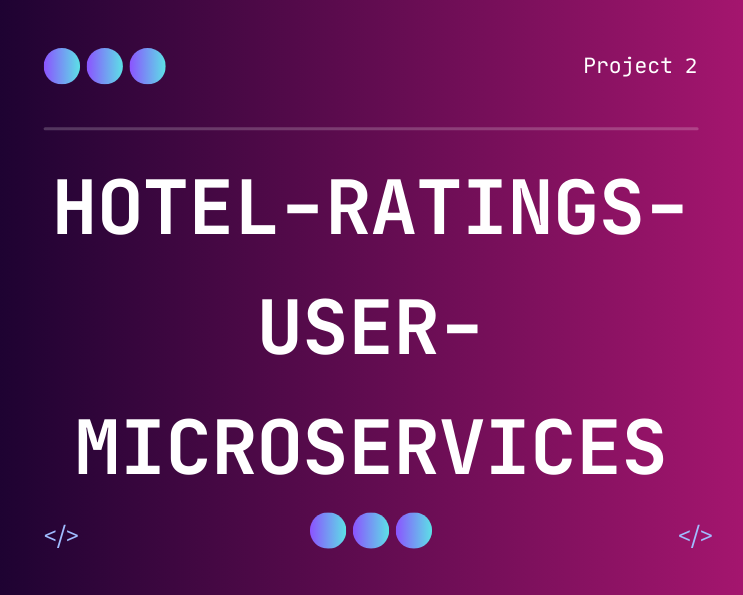 Project 2
HOTEL-RATINGS-
USER-
MICROSERVICES
</> </>